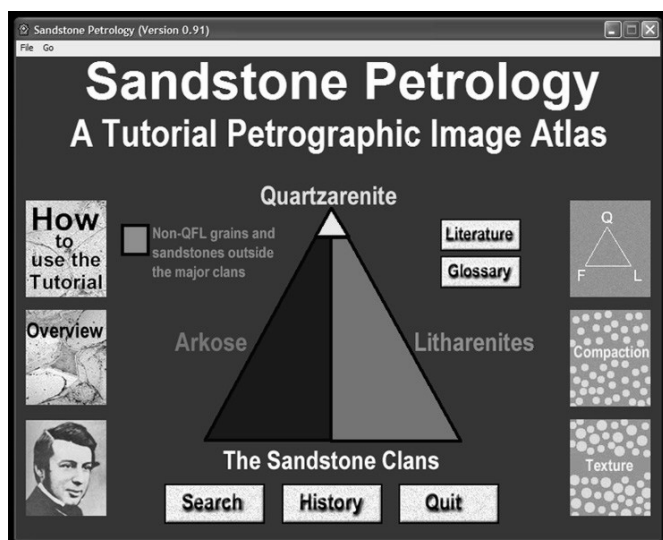 Sandstone Petrology (Version 0.91)
File Go
Sandstone Petrology
A Tutorial Petrographic Image Atlas
How
to
use the
Tutorial
Overview
Non-QFL grains and
sandstones outside
the major clans
Quartzarenite
Arkose
Litharenites
The Sandstone Clans
Literature
Glossary
Q
F L
Compaction
Texture
Search
History
Quit